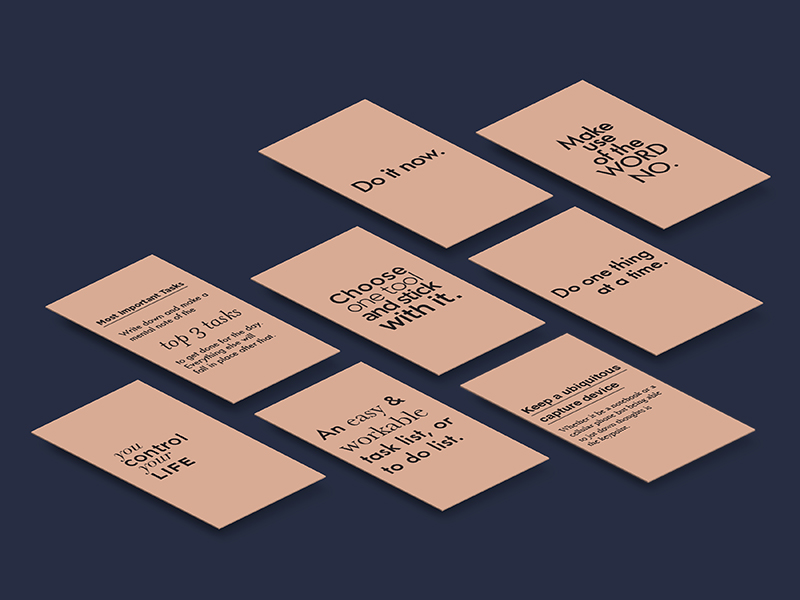 Do it now.
Make
use
of the
WORD
NO.
Most Important Tasks
Write down and make a
mental note of the
top 3 tasks
to get done for the day.
Everything else will
fall in place after that.
Choose
one tool
and stick
with it.
Do one thing
at a time.
you
control
your
LIFE
An easy &
workable
task list, or
to do list.
Keep a ubiquitous
capture device
Whether is be a notebook or a
cellular phone but being able
to jot down thoughts is
the keypoint.